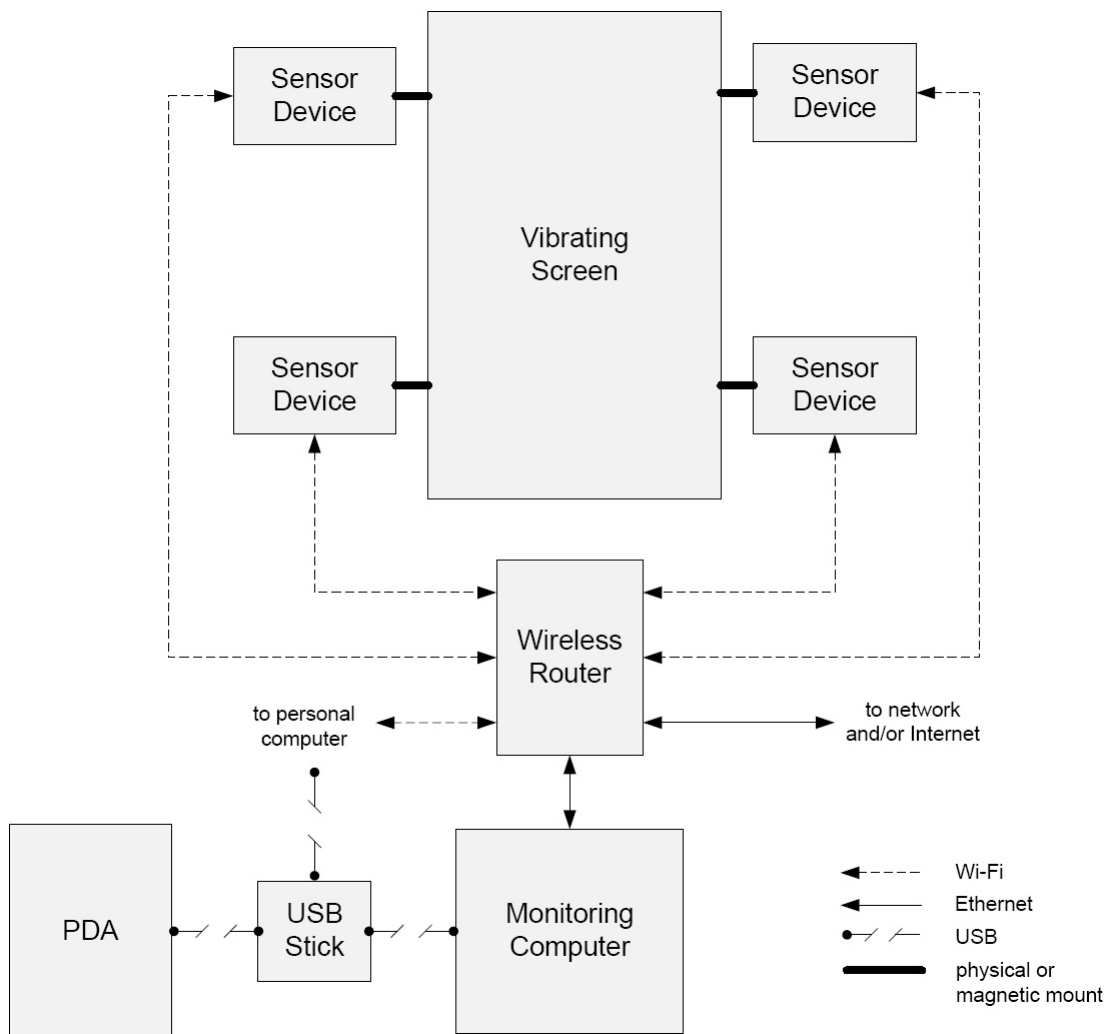 Sensor
Device
Sensor
Device
Vibrating
Screen
Sensor
Device
Sensor
Device
Wireless
Router
to personal
computer
to network
and/or Internet
PDA
USB
Stick
Monitoring
Computer
Wi-Fi
Ethernet
USB
physical or
magnetic mount